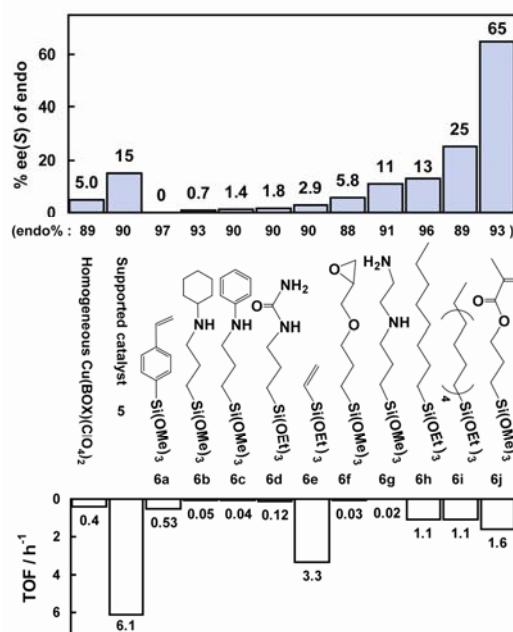 % ee(S) of endo
60
40
20
0
5.0 15 0 0.7 1.4 1.8 2.9 5.8 11 13 25 65
(endo% : 89 90 97 93 90 90 90 88 91 96 89 93 )
Homogeneous Cu(BOX)(ClO4)2
Supported catalyst 5
Si(OMe)3
6a
NH
Si(OMe)3
6b
NH
Si(OMe)3
6c
NH2
O
NH
Si(OEt)3
6d
Si(OEt)3
6e
O
O
Si(OMe)3
6f
H2N
NH
Si(OMe)3
6g
Si(OEt)3
6h
4
Si(OEt)3
6i
O
O
Si(OMe)3
6j
TOF / h-1
0
2
4
6
0.4 6.1 0.53 0.05 0.04 0.12 3.3 0.03 0.02 1.1 1.1 1.6